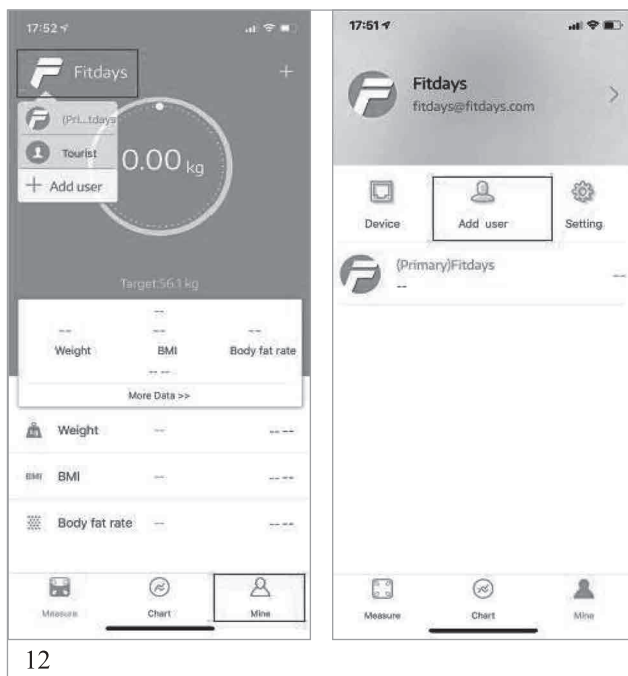 17:52
Fitdays
+
(Pri...tdays
Tourist
+ Add user
0.00 kg
Target:56.1 kg
--
-- -- --
Weight BMI Body fat rate
-- --
More Data >>
Weight -- -- --
BMI BMI -- -- --
Body fat rate -- -- --
Measure Chart Mine
12
17:51
Fitdays
fitdays@fitdays.com
Device Add user Setting
(Primary)Fitdays --
--
Measure Chart Mine